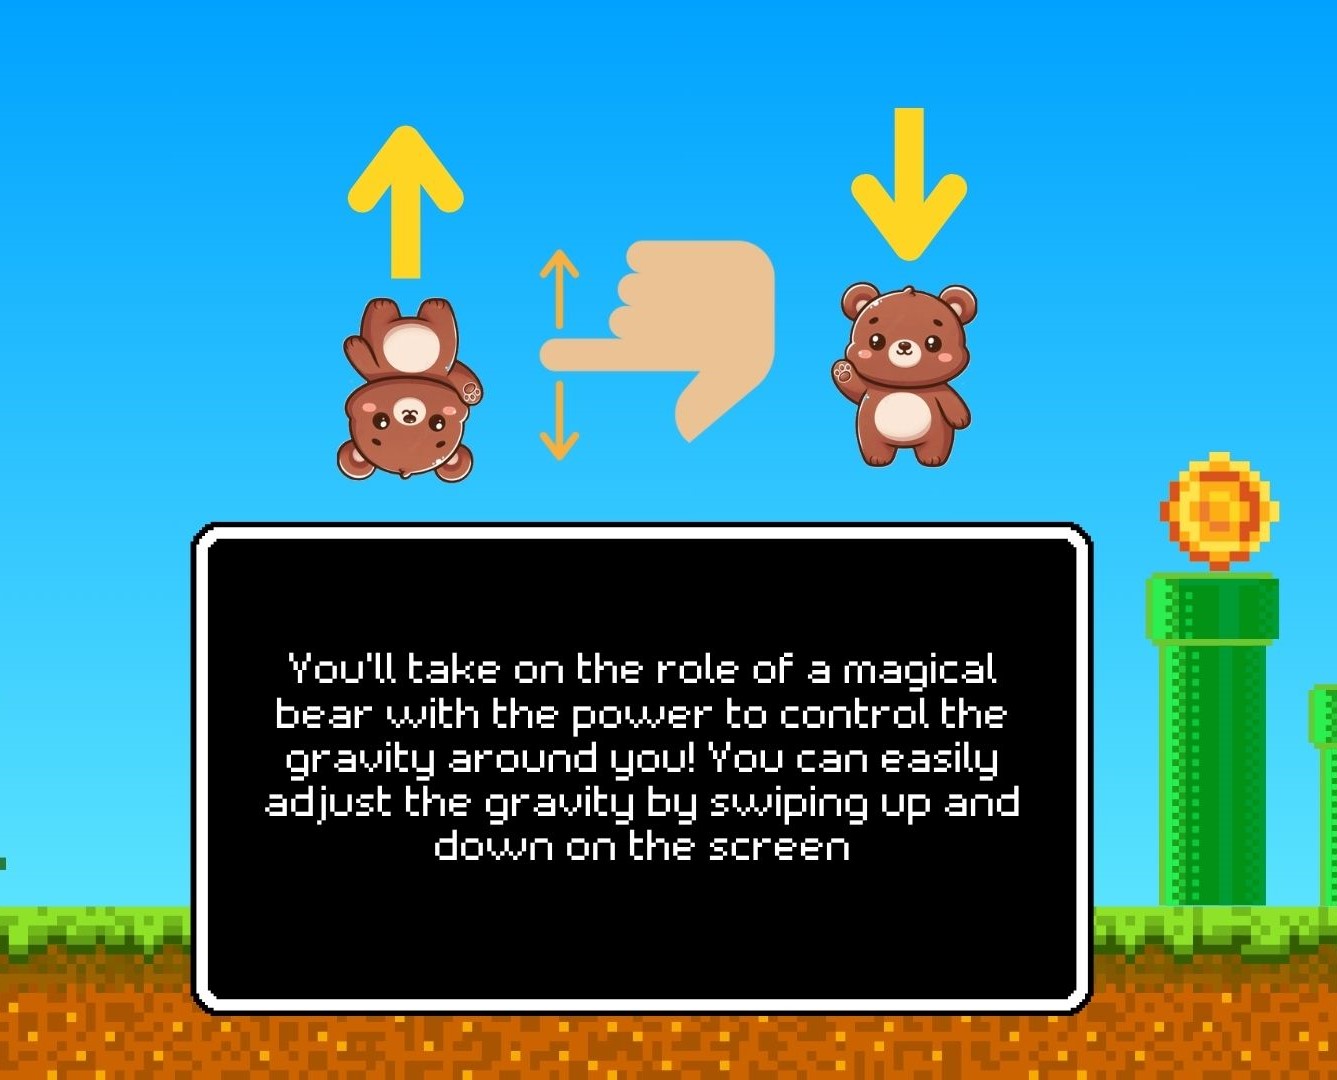 You'll take on the role of a magical
bear with the power to control the
gravity around you! You can easily
adjust the gravity by swiping up and
down on the screen